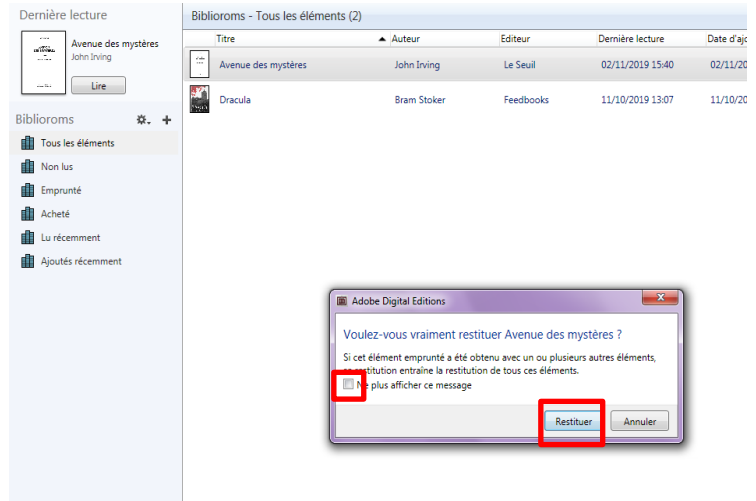 Dernière lecture
Avenue des mystères
John Irving
Lire
Biblioroms
Tous les éléments
Non lus
Emprunté
Acheté
Lu récemment
Ajoutés récemment
Biblioroms - Tous les éléments (2)
Titre Auteur Editeur Dernière lecture Date d'ajo
Avenue des mystères John Irving Le Seuil 02/11/2019 15:40 02/11/20
Dracula Bram Stoker Feedbooks 11/10/2019 13:07 11/10/20
Adobe Digital Editions
Voulez-vous vraiment restituer Avenue des mystères ?
Si cet élément emprunté a été obtenu avec un ou plusieurs autres éléments,
restitution entraîne la restitution de tous ces éléments.
Ne plus afficher ce message
Restituer Annuler